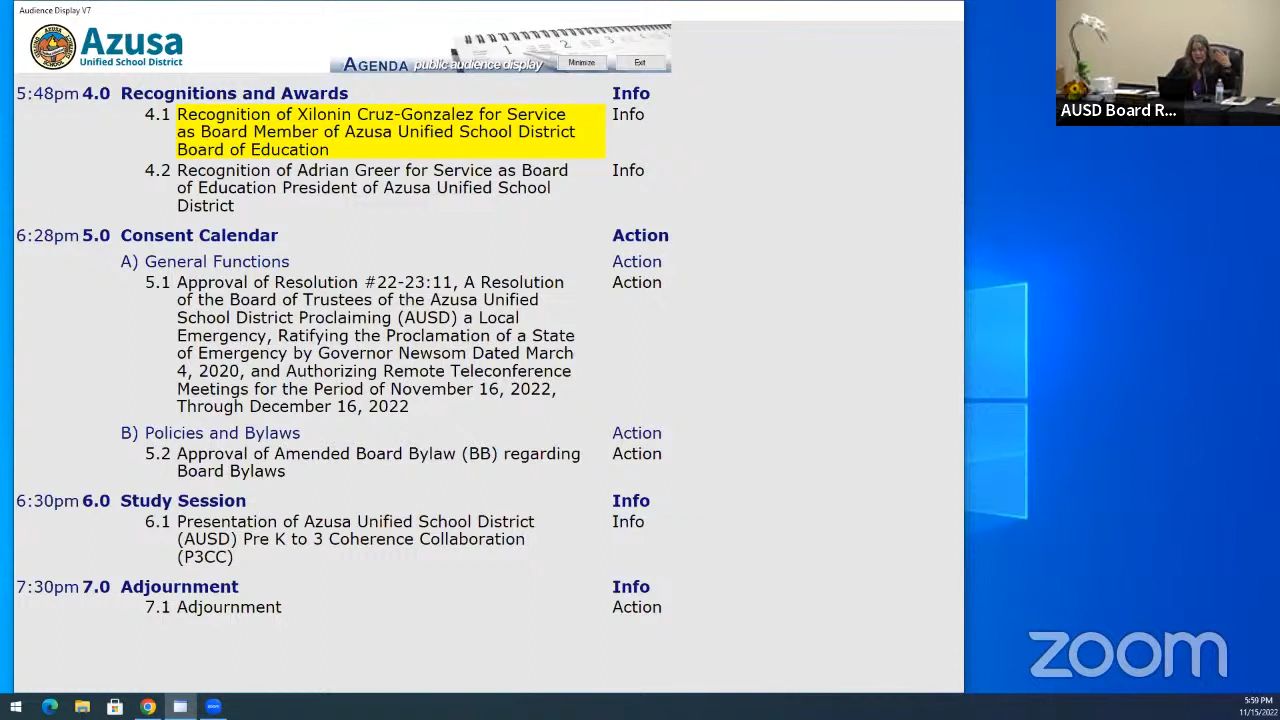 Audience Display V7
Azusa
Unified School District
AGENDA public audience display
Minimize
Exit
1 2 3 4
AUSD Board R...
5:48pm 4.0 Recognitions and Awards Info
4.1 Recognition of Xilonin Cruz-Gonzalez for Service Info
as Board Member of Azusa Unified School District
Board of Education
4.2 Recognition of Adrian Greer for Service as Board Info
of Education President of Azusa Unified School
District
6:28pm 5.0 Consent Calendar Action
A) General Functions Action
5.1 Approval of Resolution #22-23:11, A Resolution Action
of the Board of Trustees of the Azusa Unified
School District Proclaiming (AUSD) a Local
Emergency, Ratifying the Proclamation of a State
of Emergency by Governor Newsom Dated March
4, 2020, and Authorizing Remote Teleconference
Meetings for the Period of November 16, 2022,
Through December 16, 2022
B) Policies and Bylaws Action
5.2 Approval of Amended Board Bylaw (BB) regarding Action
Board Bylaws
6:30pm 6.0 Study Session Info
6.1 Presentation of Azusa Unified School District Info
(AUSD) Pre K to 3 Coherence Collaboration
(P3CC)
7:30pm 7.0 Adjournment Info
7.1 Adjournment Action
zoom
5:59 PM
11/15/2022